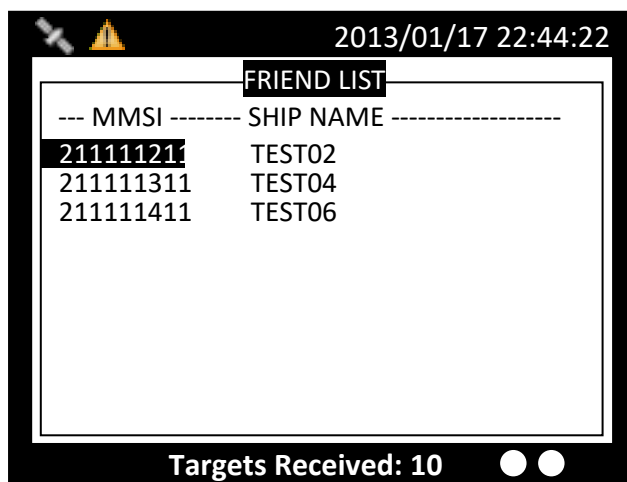 2013/01/17 22:44:22
FRIEND LIST
--- MMSI -------- SHIP NAME ------------------
211111211 TEST02
211111311 TEST04
211111411 TEST06
Targets Received: 10